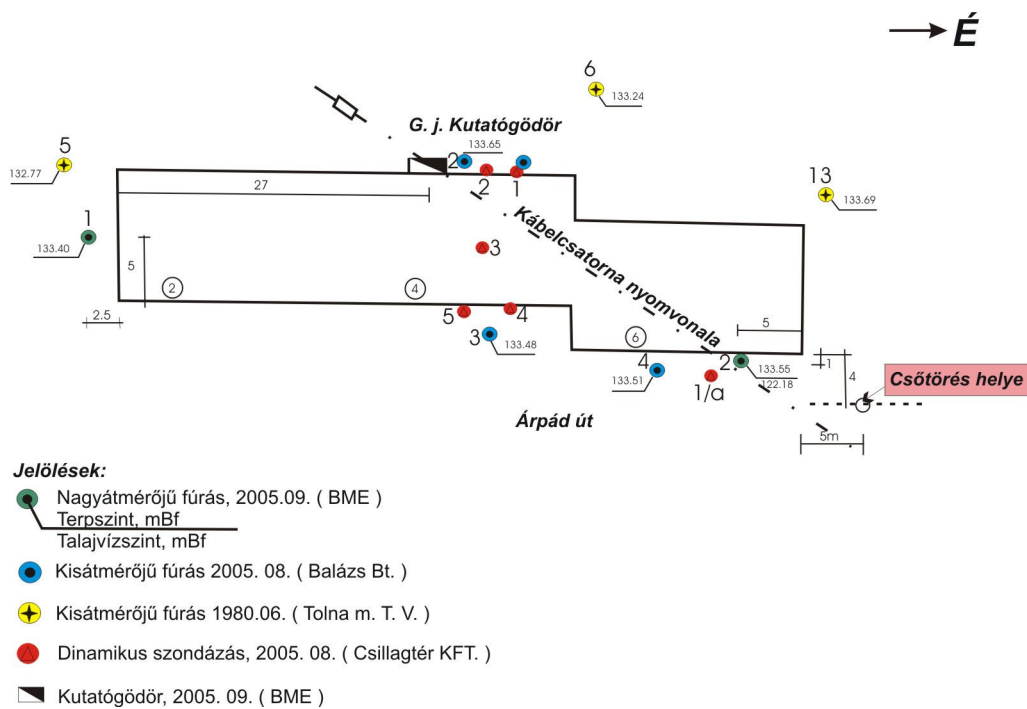 É
6
133.24
G. j. Kutatógödör
5
132.77
2
133.65
2
1
13
133.69
27
1
133.40
3
Kábelcsatorna nyomvonala
5
2
4
2.5
5
4
3
133.48
6
5
4
133.51
2.
133.55
122.18
1
4
1/a
Csőtörés helye
Árpád út
5m
Jelölések:
Nagyátmérőjű fúrás, 2005.09. ( BME )
Terpszint, mBf
Talajvízszint, mBf
Kisátmérőjű fúrás 2005. 08. ( Balázs Bt. )
Kisátmérőjű fúrás 1980.06. ( Tolna m. T. V. )
Dinamikus szondázás, 2005. 08. ( Csillagtér KFT. )
Kutatógödör, 2005. 09. ( BME )